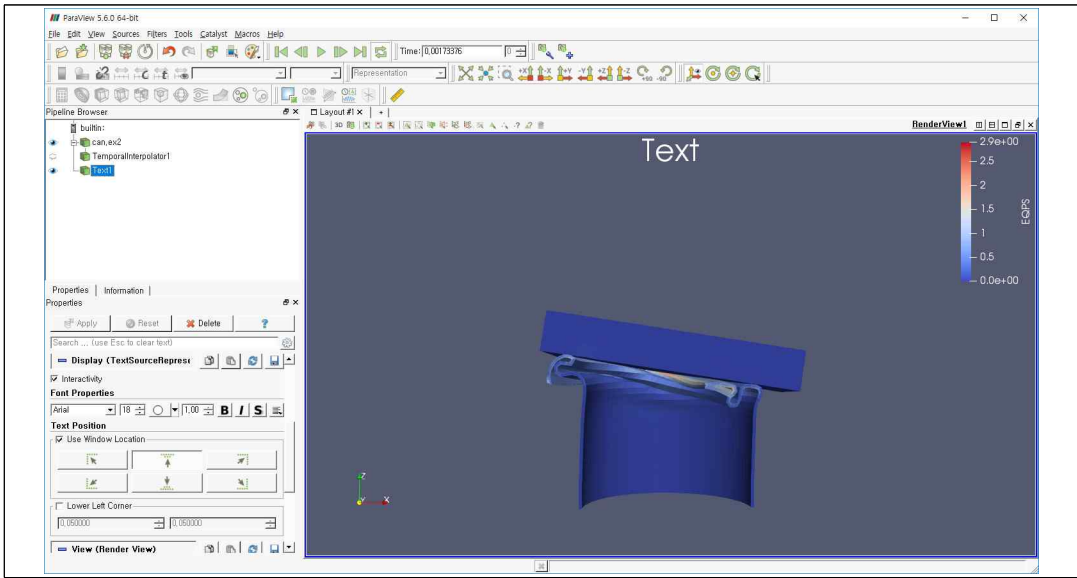 ParaView 5.6.0 64-bit
File Edit View Sources Filters Tools Catalyst Macros Help
Time: 0,00173376 0
Representation
+X -X +Y -Y +Z -Z +90 -90
Pipeline Browser
Layout #1 × +
3D
RenderView1
builtin:
can,ex2
TemporalInterpolator1
Text1
Text
2.9e+00
2.5
2
1.5
1
0.5
0.0e+00
EQPS
Properties Information
Properties
Apply Reset Delete ?
Search ... (use Esc to clear text)
Display (TextSourceReprese
Interactivity
Font Properties
Arial 18 1,00 B I S
Text Position
Use Window Location
Lower Left Corner
0,050000 0,050000
View (Render View)
Z
Y X